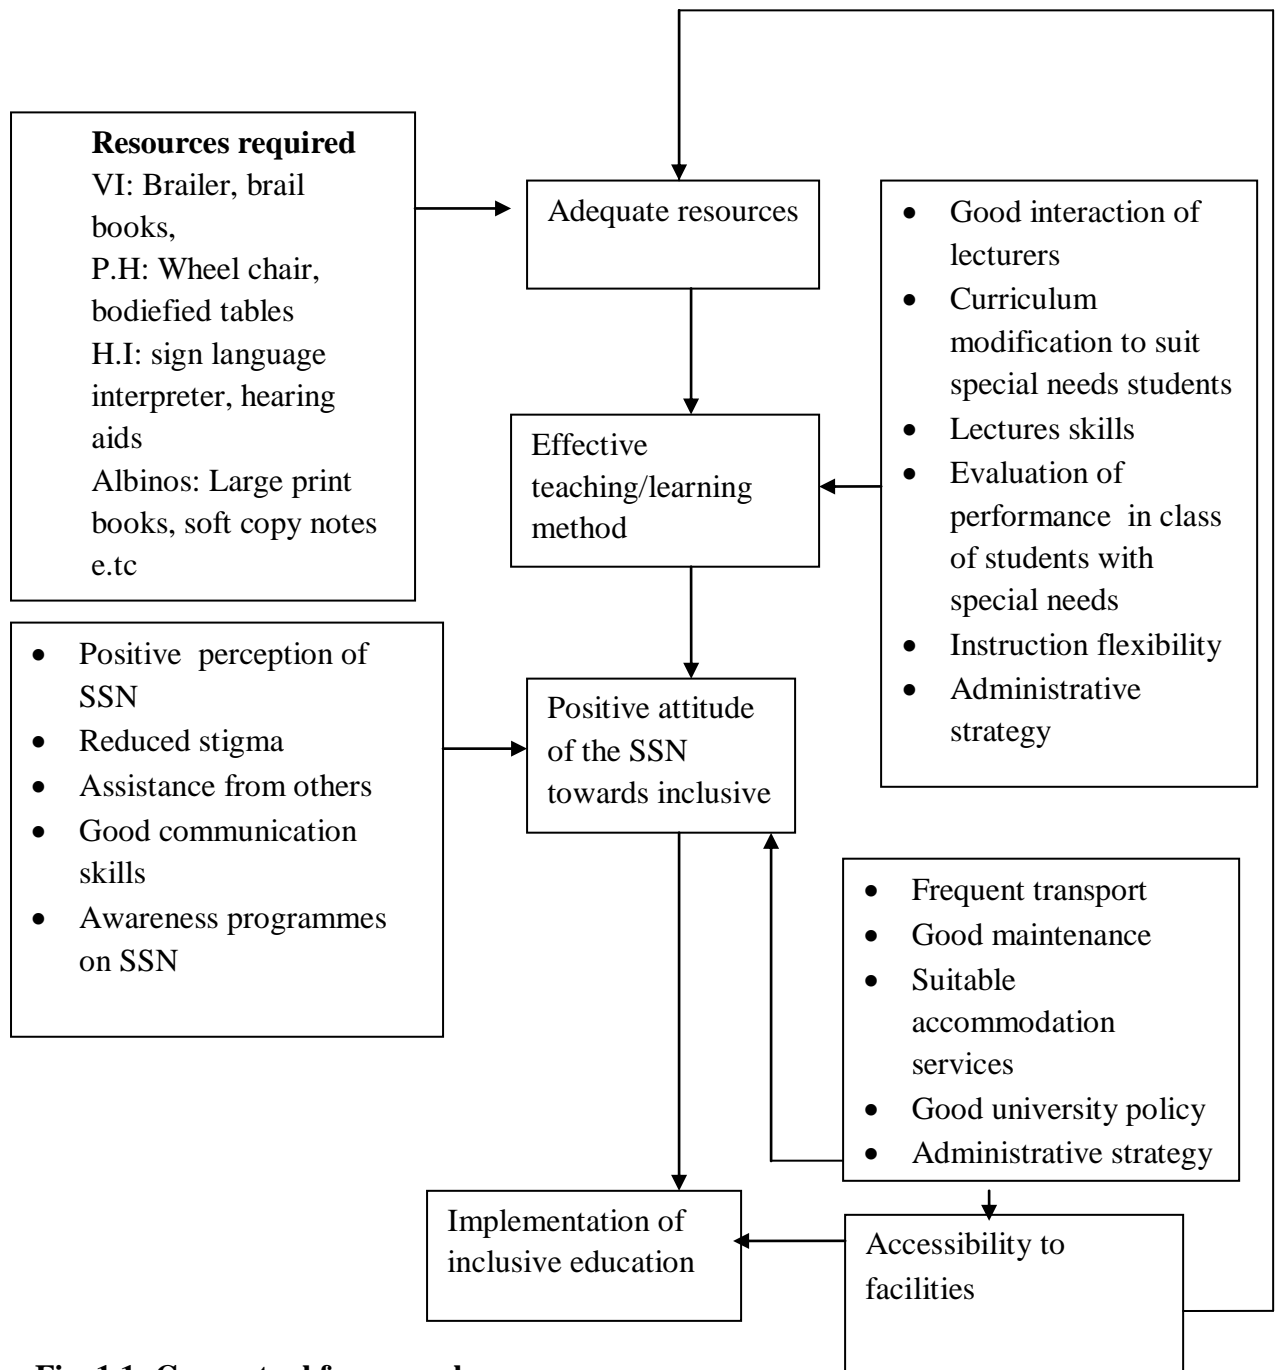 Resources required
VI: Brailer, brail
books,
P.H: Wheel chair,
bodiefied tables
H.I: sign language
interpreter, hearing
aids
Albinos: Large print
books, soft copy notes
e.tc
Adequate resources
• Good interaction of
lecturers
• Curriculum
modification to suit
special needs students
• Lectures skills
• Evaluation of
performance in class
of students with
special needs
• Instruction flexibility
• Administrative
strategy
Effective
teaching/learning
method
• Positive perception of
SSN
• Reduced stigma
• Assistance from others
• Good communication
skills
• Awareness programmes
on SSN
Positive attitude
of the SSN
towards inclusive
• Frequent transport
• Good maintenance
• Suitable
accommodation
services
• Good university policy
• Administrative strategy
Implementation of
inclusive education
Accessibility to
facilities
Fig 1.1: Conceptual framework